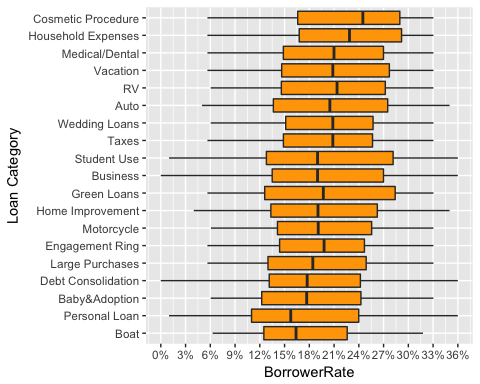 Cosmetic Procedure
Household Expenses
Medical/Dental
Vacation
RV
Auto
Wedding Loans
Taxes
Student Use
Business
Green Loans
Home Improvement
Motorcycle
Engagement Ring
Large Purchases
Debt Consolidation
Baby&Adoption
Personal Loan
Boat
Loan Category
0% 3% 6% 9% 12% 15% 18% 21% 24% 27% 30% 33% 36%
BorrowerRate